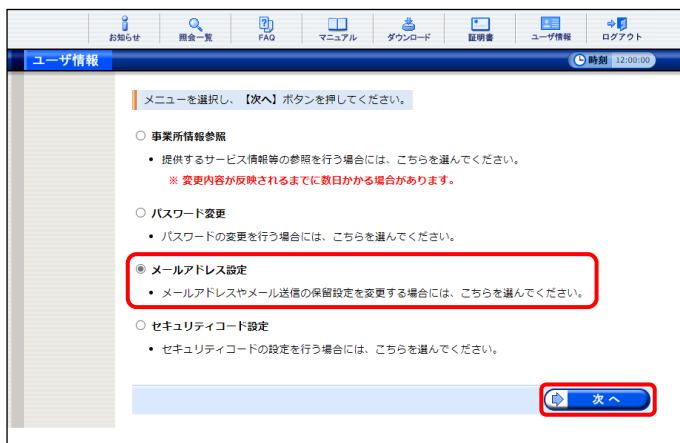 お知らせ 照会一覧 FAQ マニュアル ダウンロード 証明書 ユーザ情報 ログアウト
ユーザ情報 時刻 12:00:00
メニューを選択し、【次へ】ボタンを押してください。
事業所情報参照
• 提供するサービス情報等の参照を行う場合には、こちらを選んでください。
※ 変更内容が反映されるまでに数日かかる場合があります。
パスワード変更
• パスワードの変更を行う場合には、こちらを選んでください。
メールアドレス設定
• メールアドレスやメール送信の保留設定を変更する場合には、こちらを選んでください。
セキュリティコード設定
• セキュリティコードの設定を行う場合には、こちらを選んでください。
次へ